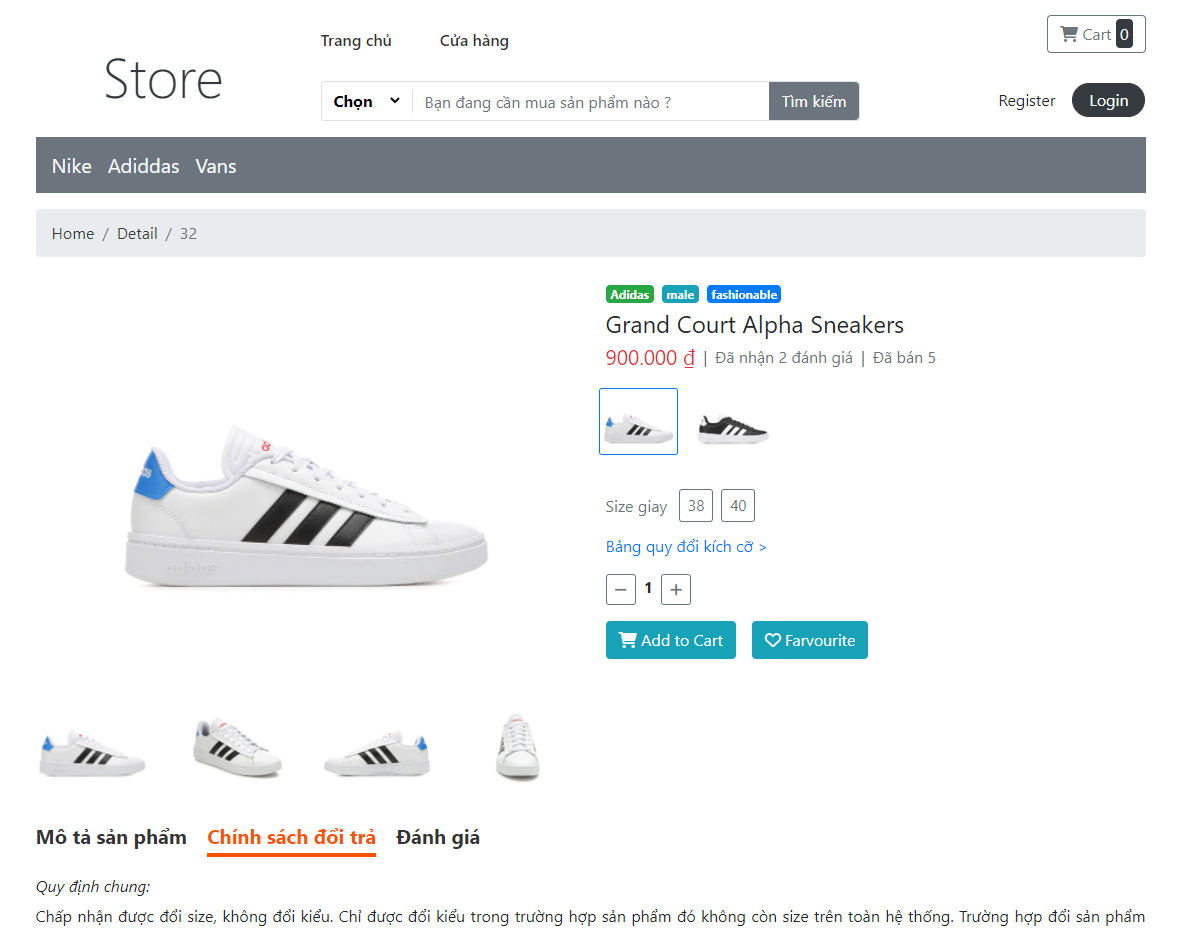 Trang chủ Cửa hàng
Cart 0
Store
Chọn Bạn đang cần mua sản phẩm nào ? Tìm kiếm
Register Login
Nike Adiddas Vans
Home / Detail / 32
Adidas male fashionable
Grand Court Alpha Sneakers
900.000 ₫ | Đã nhận 2 đánh giá | Đã bán 5
Size giay 38 40
Bảng quy đổi kích cỡ >
1
Add to Cart Farvourite
adidas
Mô tả sản phẩm Chính sách đổi trả Đánh giá
Quy định chung:
Chấp nhận được đổi size, không đổi kiểu. Chỉ được đổi kiểu trong trường hợp sản phẩm đó không còn size trên toàn hệ thống. Trường hợp đổi sản phẩm